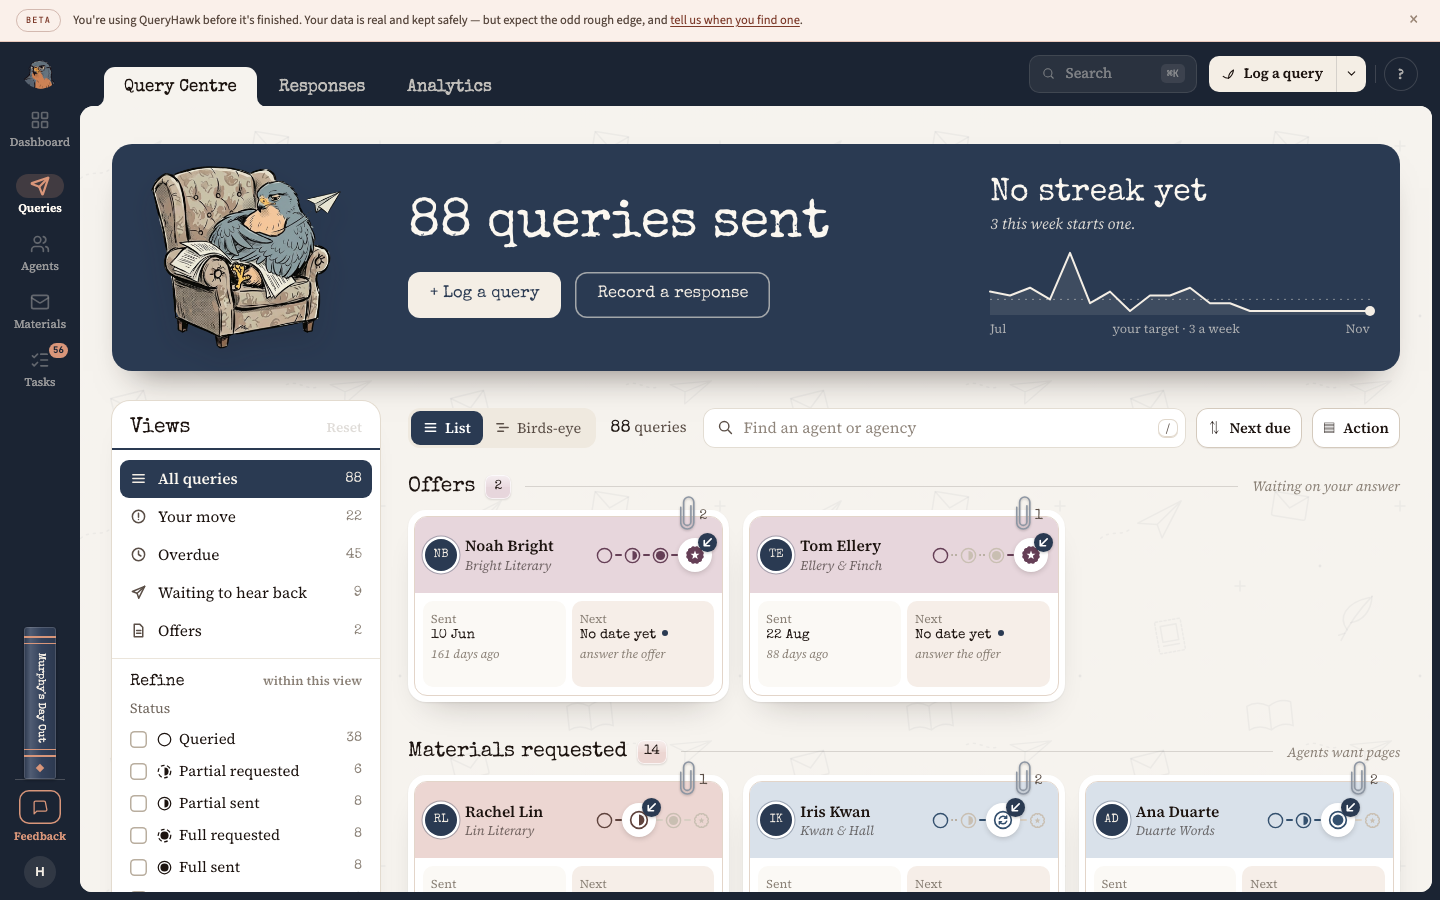 BETA You're using QueryHawk before it's finished. Your data is real and kept safely — but expect the odd rough edge, and tell us when you find one. ×
Query Centre Responses Analytics
Search ⌘K
Log a query
?
Dashboard
Queries
Agents
Materials
56
Tasks
Murphy's Day Out
Feedback
H
88 queries sent
+ Log a query Record a response
No streak yet
3 this week starts one.
Jul your target · 3 a week Nov
Views Reset
All queries 88
Your move 22
Overdue 45
Waiting to hear back 9
Offers 2
Refine within this view
Status
Queried 38
Partial requested 6
Partial sent 8
Full requested 8
Full sent 8
List Birds-eye 88 queries Find an agent or agency / Next due Action
Offers 2 Waiting on your answer
2
NB Noah Bright
Bright Literary
Sent
10 Jun
161 days ago
Next
No date yet
answer the offer
1
TE Tom Ellery
Ellery & Finch
Sent
22 Aug
88 days ago
Next
No date yet
answer the offer
Materials requested 14 Agents want pages
1
RL Rachel Lin
Lin Literary
Sent Next
2
IK Iris Kwan
Kwan & Hall
Sent Next
2
AD Ana Duarte
Duarte Words
Sent Next